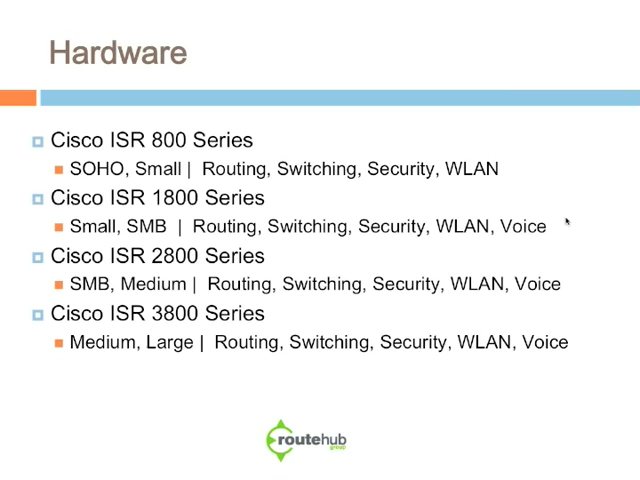 Hardware
Cisco ISR 800 Series
SOHO, Small | Routing, Switching, Security, WLAN
Cisco ISR 1800 Series
Small, SMB | Routing, Switching, Security, WLAN, Voice
Cisco ISR 2800 Series
SMB, Medium | Routing, Switching, Security, WLAN, Voice
Cisco ISR 3800 Series
Medium, Large | Routing, Switching, Security, WLAN, Voice
routehub
group